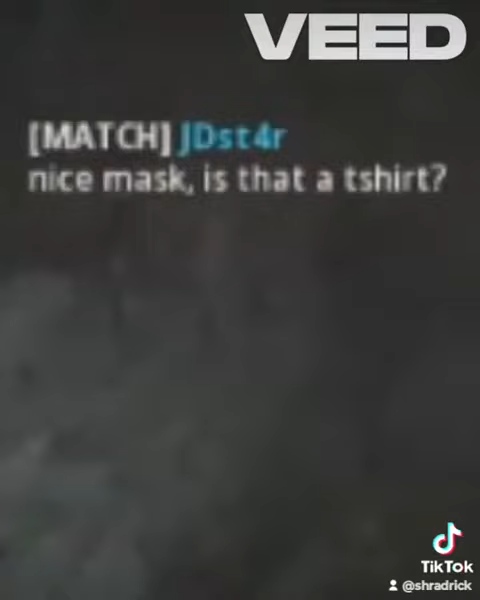 VEED
[MATCH] JDst4r
nice mask, is that a tshirt?
TikTok
@shradrick